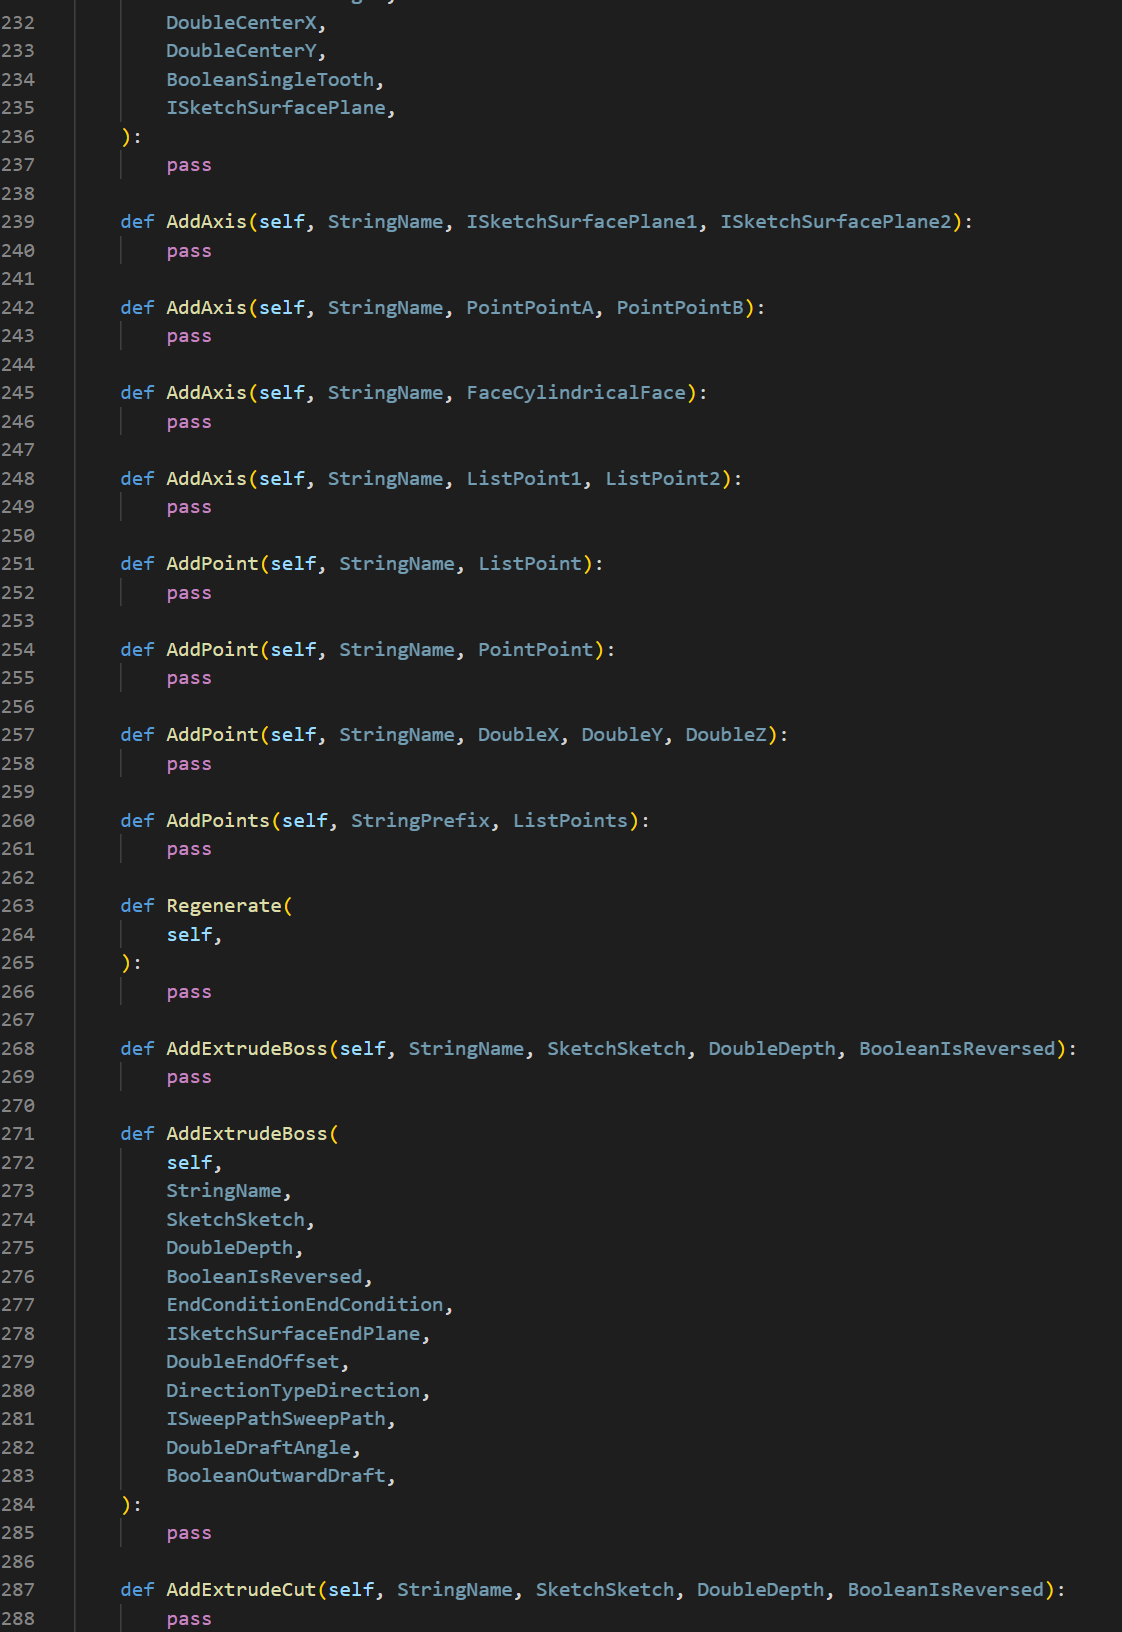 232 DoubleCenterX,
233 DoubleCenterY,
234 BooleanSingleTooth,
235 ISketchSurfacePlane,
236 ):
237 pass
238
239 def AddAxis(self, StringName, ISketchSurfacePlane1, ISketchSurfacePlane2):
240 pass
241
242 def AddAxis(self, StringName, PointPointA, PointPointB):
243 pass
244
245 def AddAxis(self, StringName, FaceCylindricalFace):
246 pass
247
248 def AddAxis(self, StringName, ListPoint1, ListPoint2):
249 pass
250
251 def AddPoint(self, StringName, ListPoint):
252 pass
253
254 def AddPoint(self, StringName, PointPoint):
255 pass
256
257 def AddPoint(self, StringName, DoubleX, DoubleY, DoubleZ):
258 pass
259
260 def AddPoints(self, StringPrefix, ListPoints):
261 pass
262
263 def Regenerate(
264 self,
265 ):
266 pass
267
268 def AddExtrudeBoss(self, StringName, SketchSketch, DoubleDepth, BooleanIsReversed):
269 pass
270
271 def AddExtrudeBoss(
272 self,
273 StringName,
274 SketchSketch,
275 DoubleDepth,
276 BooleanIsReversed,
277 EndConditionEndCondition,
278 ISketchSurfaceEndPlane,
279 DoubleEndOffset,
280 DirectionTypeDirection,
281 ISweepPathSweepPath,
282 DoubleDraftAngle,
283 BooleanOutwardDraft,
284 ):
285 pass
286
287 def AddExtrudeCut(self, StringName, SketchSketch, DoubleDepth, BooleanIsReversed):
288 pass